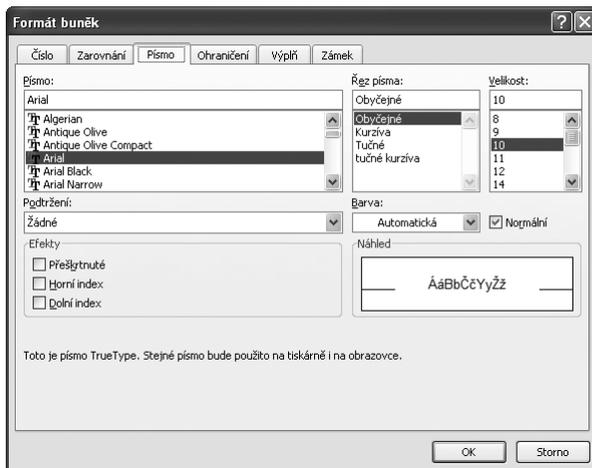 Formát buněk
Číslo Zarovnání Písmo Ohraničení Výplň Zámek
Písmo: Řez písma: Velikost:
Arial Obyčejné 10
Algerian Obyčejné 8
Antique Olive Kurzíva 9
Antique Olive Compact Tučné 10
Arial tučné kurzíva 11
Arial Black 12
Arial Narrow 14
Podtržení: Barva:
Žádné Automatická Normální
Efekty Náhled
Přeškrtnuté
Horní index
Dolní index
ÁáBbČčYyŽž
Toto je písmo TrueType. Stejné písmo bude použito na tiskárně i na obrazovce.
OK Storno